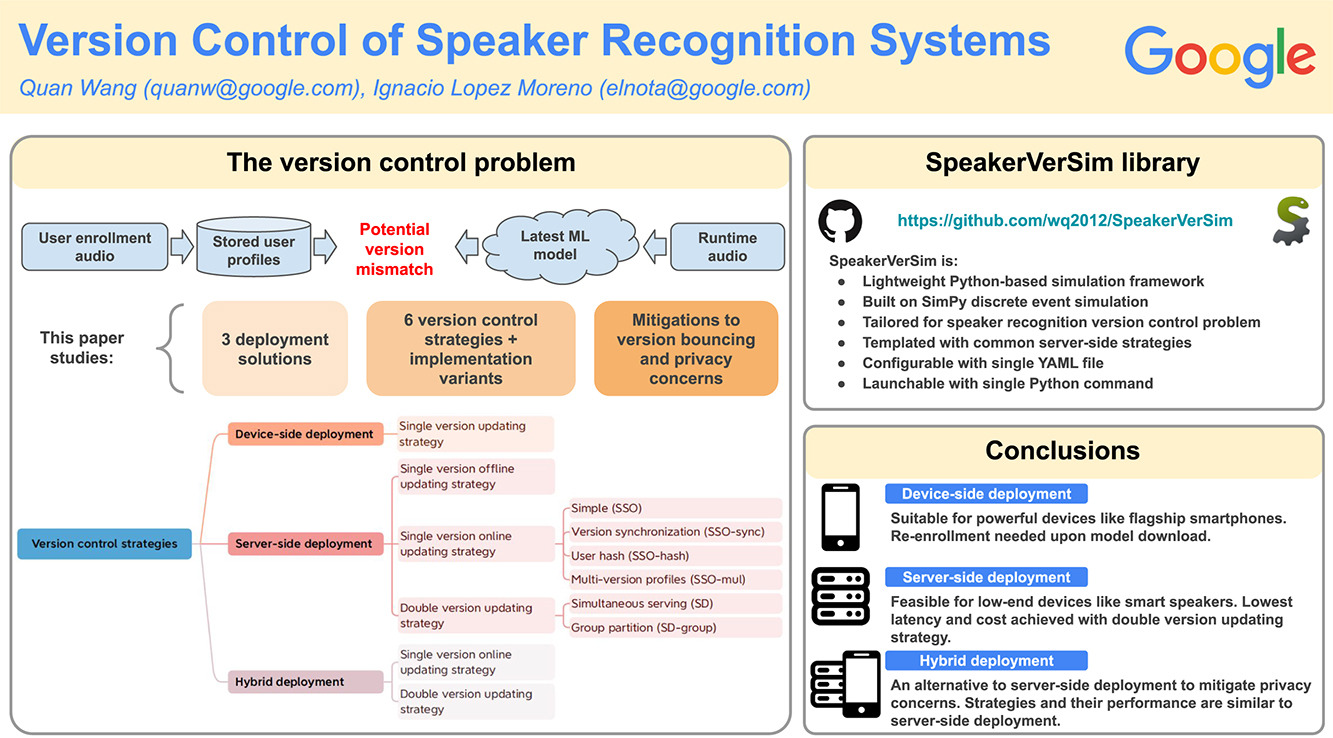 Version Control of Speaker Recognition Systems
Quan Wang (quanw@google.com), Ignacio Lopez Moreno (elnota@google.com)
Google
The version control problem
User enrollment
audio
Stored user
profiles
Potential
version
mismatch
Latest ML
model
Runtime
audio
This paper
studies:
3 deployment
solutions
6 version control
strategies +
implementation
variants
Mitigations to
version bouncing
and privacy
concerns
Version control strategies
Device-side deployment
Single version updating
strategy
Server-side deployment
Single version offline
updating strategy
Single version online
updating strategy
Simple (SSO)
Version synchronization (SSO-sync)
User hash (SSO-hash)
Multi-version profiles (SSO-mul)
Double version updating
strategy
Simultaneous serving (SD)
Group partition (SD-group)
Hybrid deployment
Single version online
updating strategy
Double version updating
strategy
SpeakerVerSim library
https://github.com/wq2012/SpeakerVerSim
SpeakerVerSim is:
● Lightweight Python-based simulation framework
● Built on SimPy discrete event simulation
● Tailored for speaker recognition version control problem
● Templated with common server-side strategies
● Configurable with single YAML file
● Launchable with single Python command
Conclusions
Device-side deployment
Suitable for powerful devices like flagship smartphones.
Re-enrollment needed upon model download.
Server-side deployment
Feasible for low-end devices like smart speakers. Lowest
latency and cost achieved with double version updating
strategy.
Hybrid deployment
An alternative to server-side deployment to mitigate privacy
concerns. Strategies and their performance are similar to
server-side deployment.